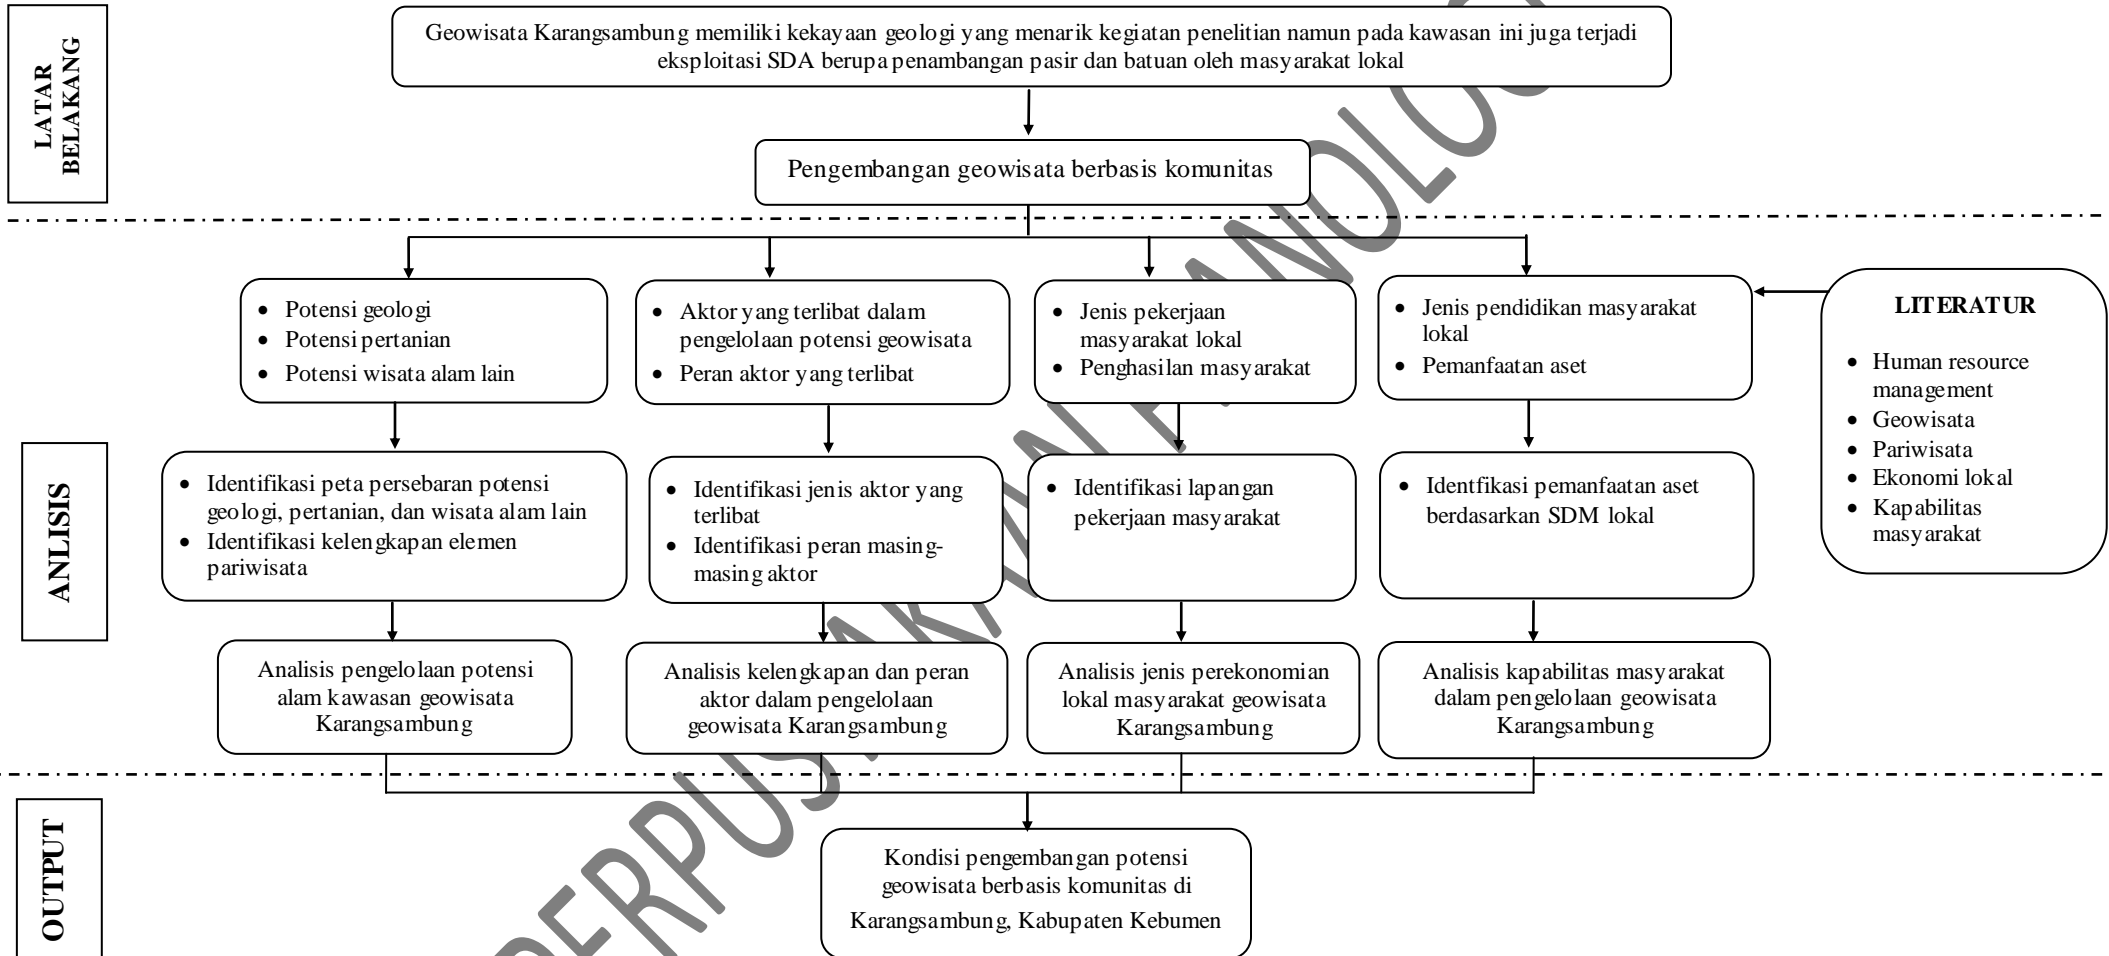 LATAR
BELAKANG
Geowisata Karangsambung memiliki kekayaan geologi yang menarik kegiatan penelitian namun pada kawasan ini juga terjadi
eksploitasi SDA berupa penambangan pasir dan batuan oleh masyarakat lokal
Pengembangan geowisata berbasis komunitas
ANLISIS
• Potensi geologi
• Potensi pertanian
• Potensi wisata alam lain
• Aktor yang terlibat dalam
pengelolaan potensi geowisata
• Peran aktor yang terlibat
• Jenis pekerjaan
masyarakat lokal
• Penghasilan masyarakat
• Jenis pendidikan masyarakat
lokal
• Pemanfaatan aset
LITERATUR
• Human resource
management
• Geowisata
• Pariwisata
• Ekonomi lokal
• Kapabilitas
masyarakat
• Identifikasi peta persebaran potensi
geologi, pertanian, dan wisata alam lain
• Identifikasi kelengkapan elemen
pariwisata
• Identifikasi jenis aktor yang
terlibat
• Identifikasi peran masing-
masing aktor
• Identifikasi lapangan
pekerjaan masyarakat
• Identfikasi pemanfaatan aset
berdasarkan SDM lokal
Analisis pengelolaan potensi
alam kawasan geowisata
Karangsambung
Analisis kelengkapan dan peran
aktor dalam pengelolaan
geowisata Karangsambung
Analisis jenis perekonomian
lokal masyarakat geowisata
Karangsambung
Analisis kapabilitas masyarakat
dalam pengelolaan geowisata
Karangsambung
OUTPUT
Kondisi pengembangan potensi
geowisata berbasis komunitas di
Karangsambung, Kabupaten Kebumen